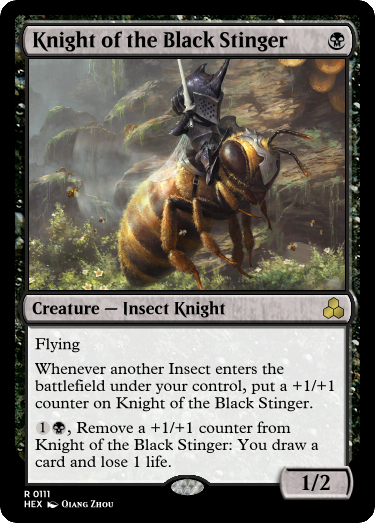 Knight of the Black Stinger
Creature — Insect Knight
Flying
Whenever another Insect enters the
battlefield under your control, put a +1/+1
counter on Knight of the Black Stinger.
1, Remove a +1/+1 counter from
Knight of the Black Stinger: You draw a
card and lose 1 life.
1/2
R 0111
HEX Qiang Zhou